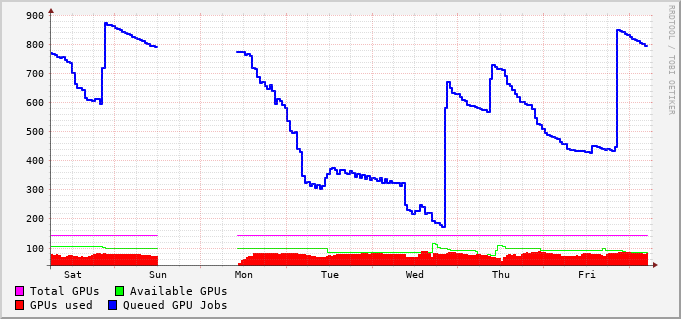 900
800
700
600
500
400
300
200
100
Sat Sun Mon Tue Wed Thu Fri
Total GPUs Available GPUs
GPUs used Queued GPU Jobs
RRDTOOL / TOBI OETIKER